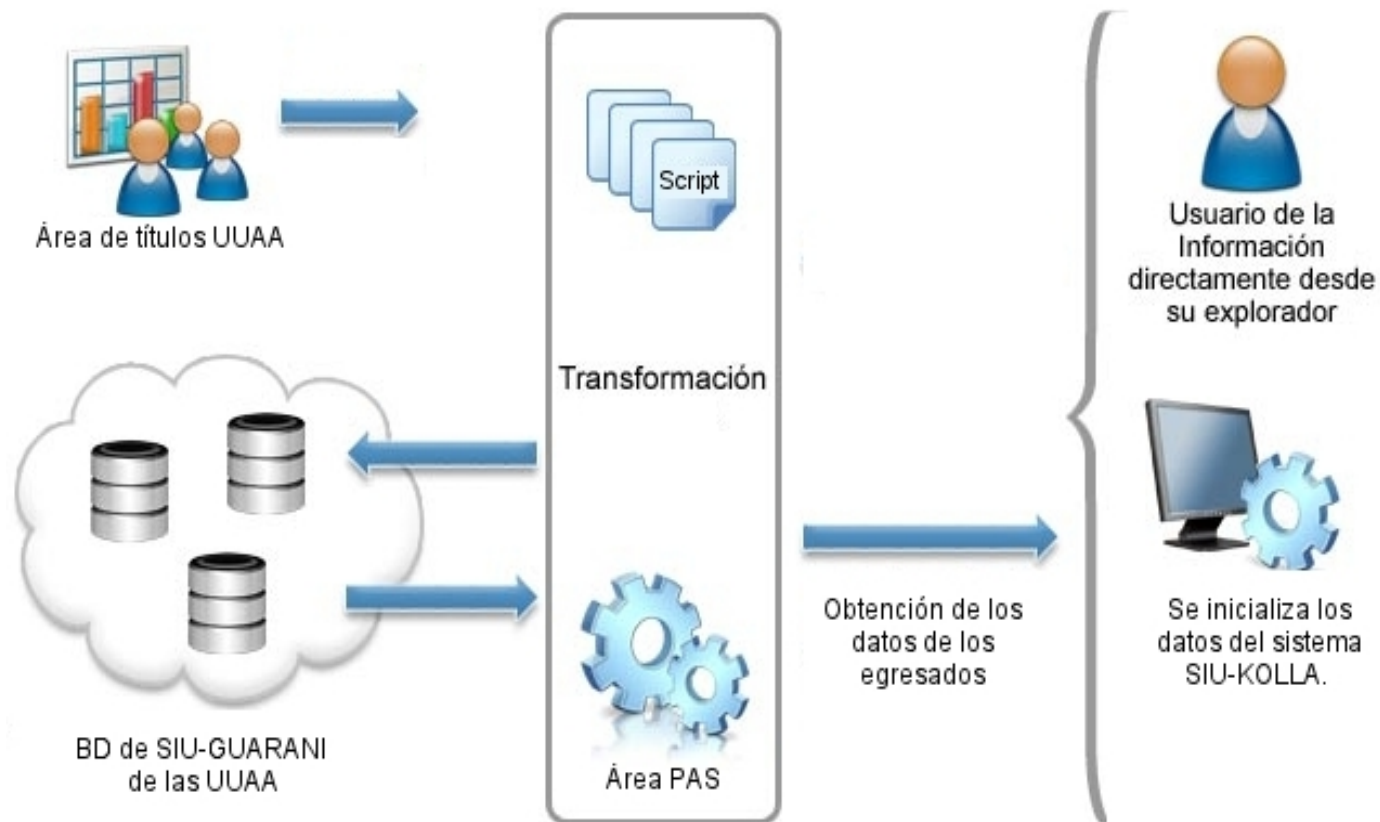 Área de títulos UUAA
Script
Transformación
BD de SIU-GUARANI
de las UUAA
Área PAS
Obtención de los
datos de los
egresados
Usuario de la
Información
directamente desde
su explorador
Se inicializa los
datos del sistema
SIU-KOLLA.